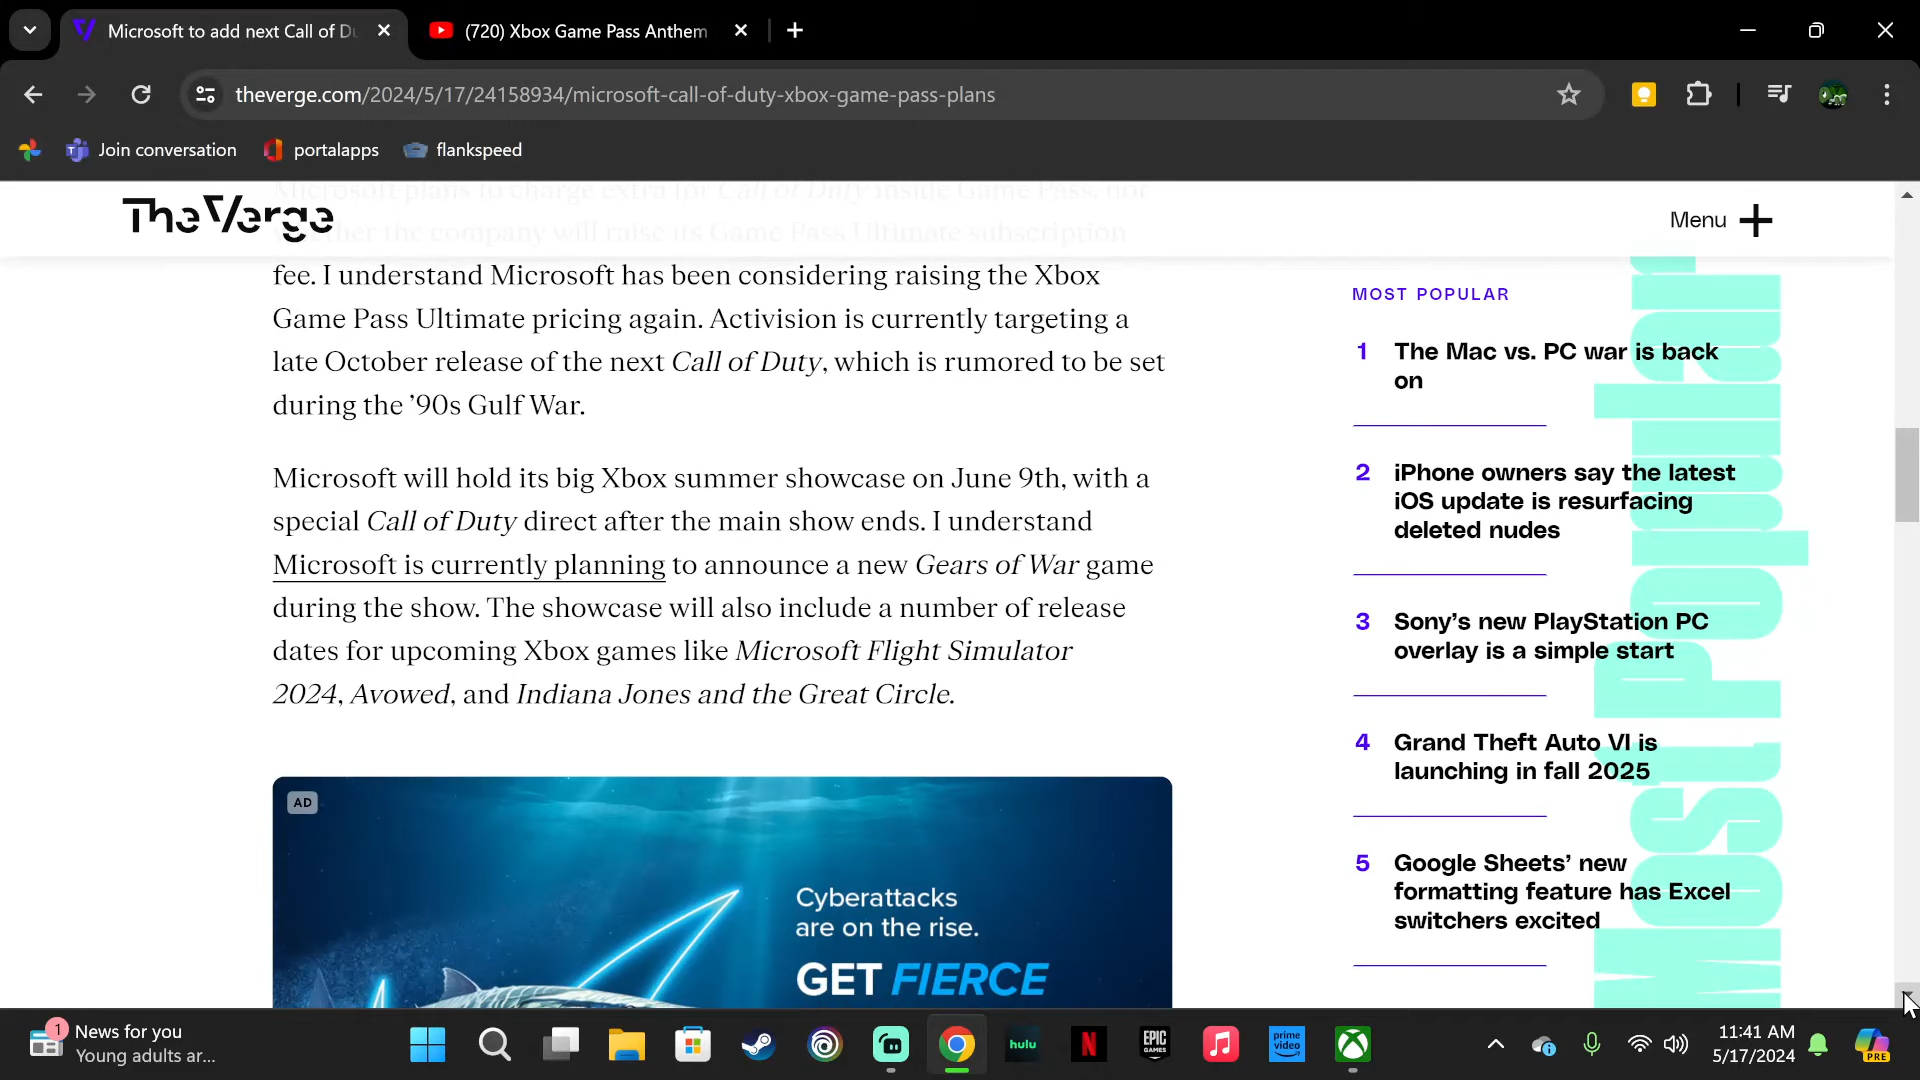 Microsoft to add next Call of Du
(720) Xbox Game Pass Anthem
theverge.com/2024/5/17/24158934/microsoft-call-of-duty-xbox-game-pass-plans
Join conversation
portalapps
flankspeed
TheVerge
Menu
Microsoft plans to charge extra for Call of Duty inside Game Pass, nor
whether the company will raise its Game Pass Ultimate subscription
fee. I understand Microsoft has been considering raising the Xbox
Game Pass Ultimate pricing again. Activision is currently targeting a
late October release of the next Call of Duty, which is rumored to be set
during the ’90s Gulf War.
Microsoft will hold its big Xbox summer showcase on June 9th, with a
special Call of Duty direct after the main show ends. I understand
Microsoft is currently planning to announce a new Gears of War game
during the show. The showcase will also include a number of release
dates for upcoming Xbox games like Microsoft Flight Simulator
2024, Avowed, and Indiana Jones and the Great Circle.
AD
Cyberattacks
are on the rise.
GET FIERCE
MOST POPULAR
1 The Mac vs. PC war is back
on
2 iPhone owners say the latest
iOS update is resurfacing
deleted nudes
3 Sony’s new PlayStation PC
overlay is a simple start
4 Grand Theft Auto VI is
launching in fall 2025
5 Google Sheets’ new
formatting feature has Excel
switchers excited
Most Popular
1
News for you
Young adults ar...
hulu
N
EPIC
GAMES
prime
video
11:41 AM
5/17/2024
PRE